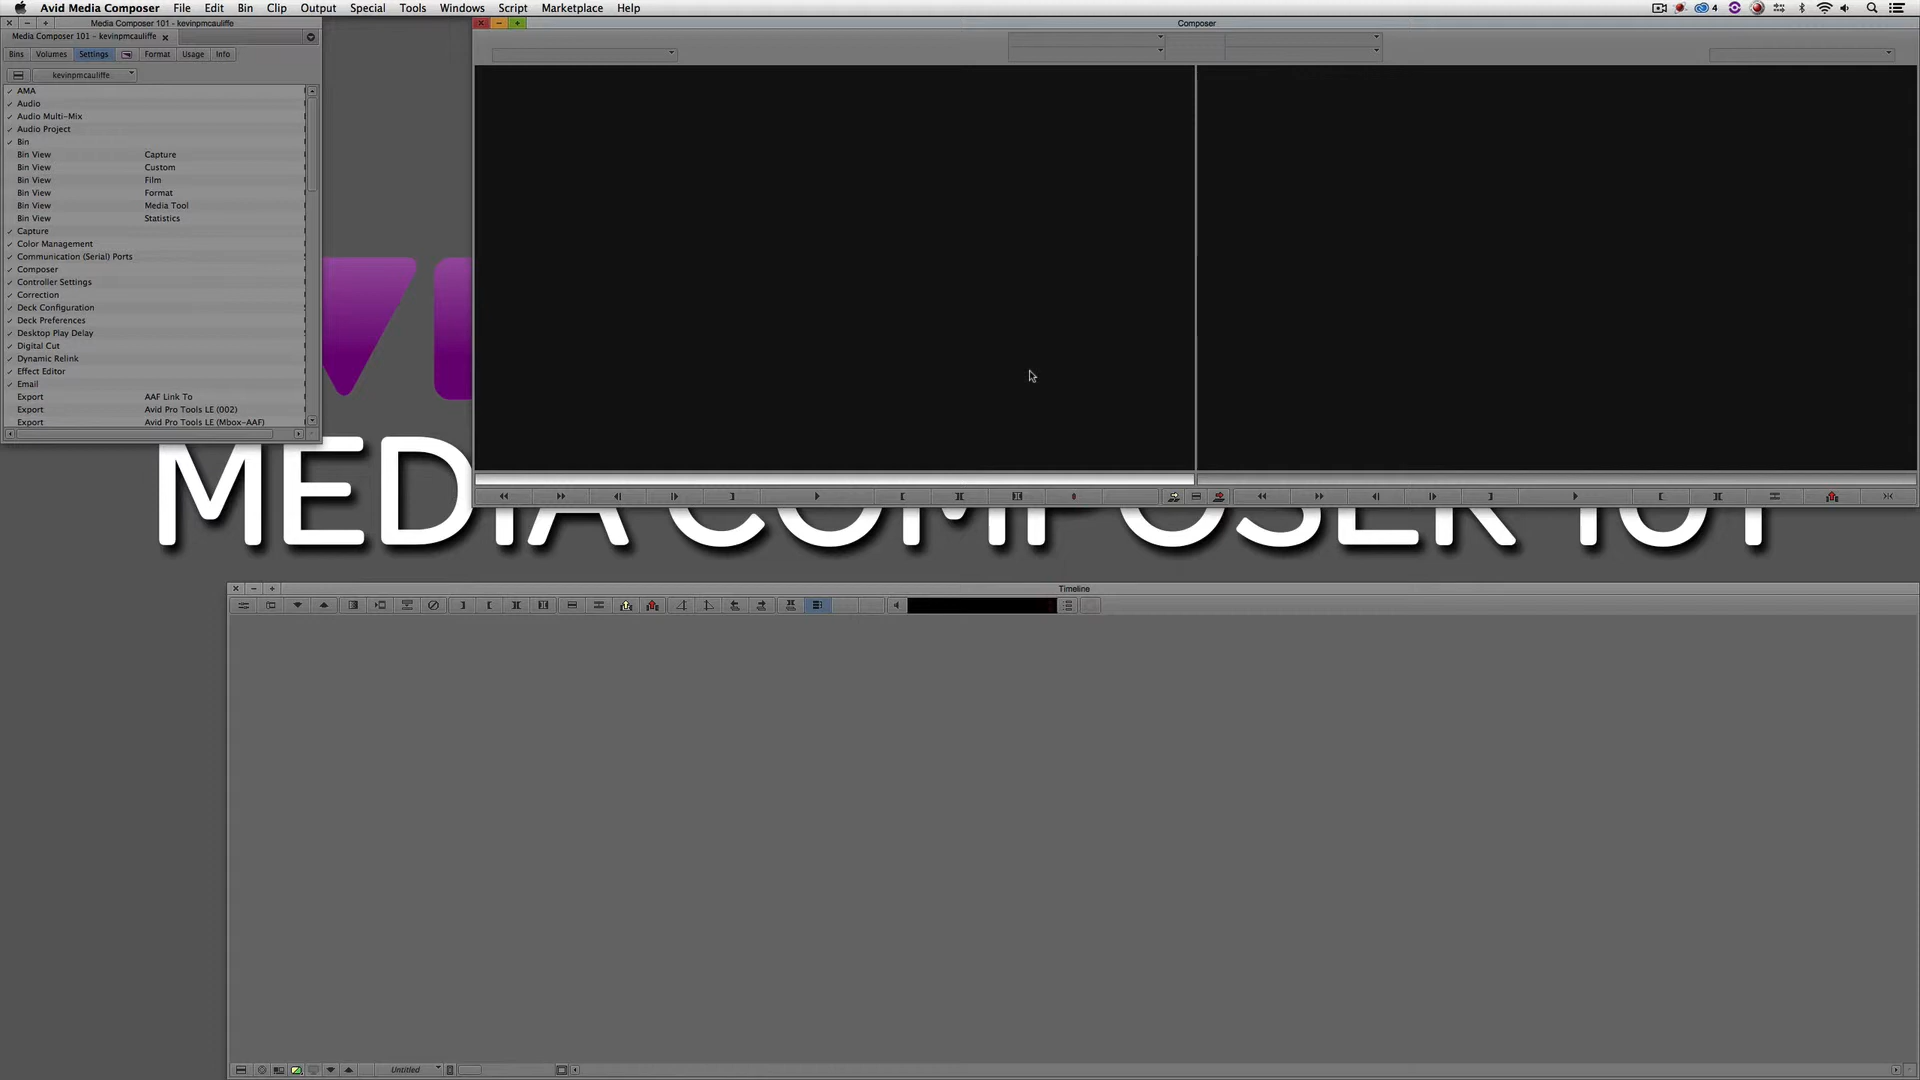 Avid Media Composer File Edit Bin Clip Output Special Tools Windows Script Marketplace Help 4
Media Composer 101 - kevinpmcauliffe
Media Composer 101 - kevinpmcauliffe
Bins Volumes Settings Format Usage Info
kevinpmcauliffe
AMA
Audio
Audio Multi-Mix
Audio Project
Bin
Bin View Capture
Bin View Custom
Bin View Film
Bin View Format
Bin View Media Tool
Bin View Statistics
Capture
Color Management
Communication (Serial) Ports
Composer
Controller Settings
Correction
Deck Configuration
Deck Preferences
Desktop Play Delay
Digital Cut
Dynamic Relink
Effect Editor
Email
Export AAF Link To
Export Avid Pro Tools LE (002)
Export Avid Pro Tools LE (Mbox-AAF)
Composer
MEDIA COMPOSER 101
Timeline
Untitled